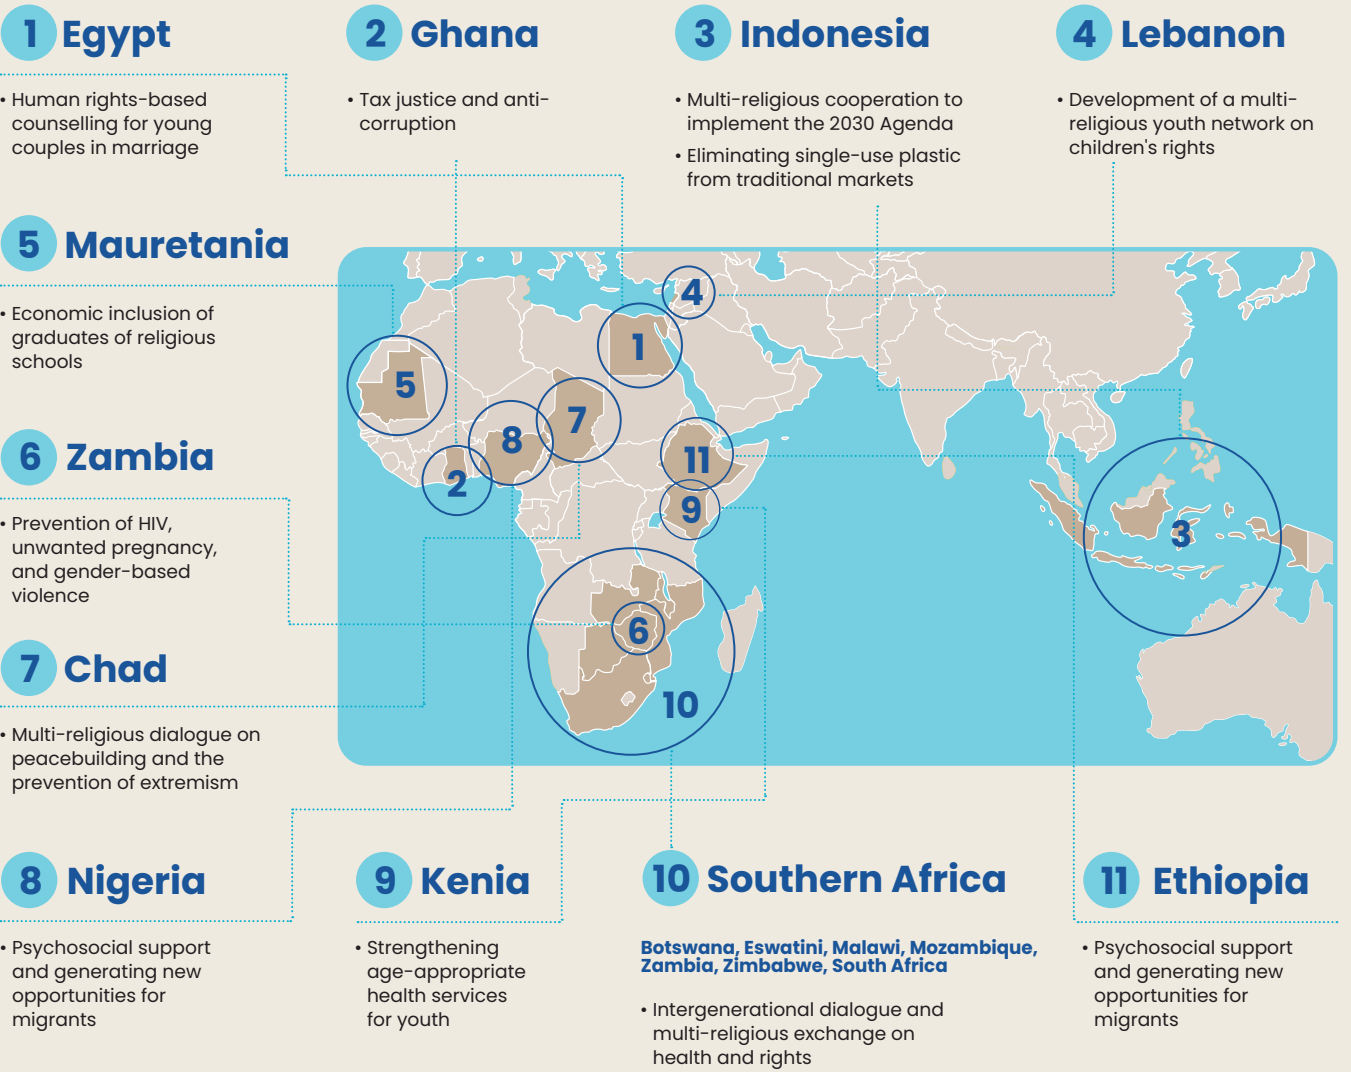 1 Egypt
• Human rights-based
counselling for young
couples in marriage
2 Ghana
• Tax justice and anti-
corruption
3 Indonesia
• Multi-religious cooperation to
implement the 2030 Agenda
• Eliminating single-use plastic
from traditional markets
4 Lebanon
• Development of a multi-
religious youth network on
children's rights
5 Mauretania
• Economic inclusion of
graduates of religious
schools
6 Zambia
• Prevention of HIV,
unwanted pregnancy,
and gender-based
violence
7 Chad
• Multi-religious dialogue on
peacebuilding and the
prevention of extremism
4
1
5
7
8
11
2
9
3
6
10
8 Nigeria
• Psychosocial support
and generating new
opportunities for
migrants
9 Kenia
• Strengthening
age-appropriate
health services
for youth
10 Southern Africa
Botswana, Eswatini, Malawi, Mozambique,
Zambia, Zimbabwe, South Africa
• Intergenerational dialogue and
multi-religious exchange on
health and rights
11 Ethiopia
• Psychosocial support
and generating new
opportunities for
migrants